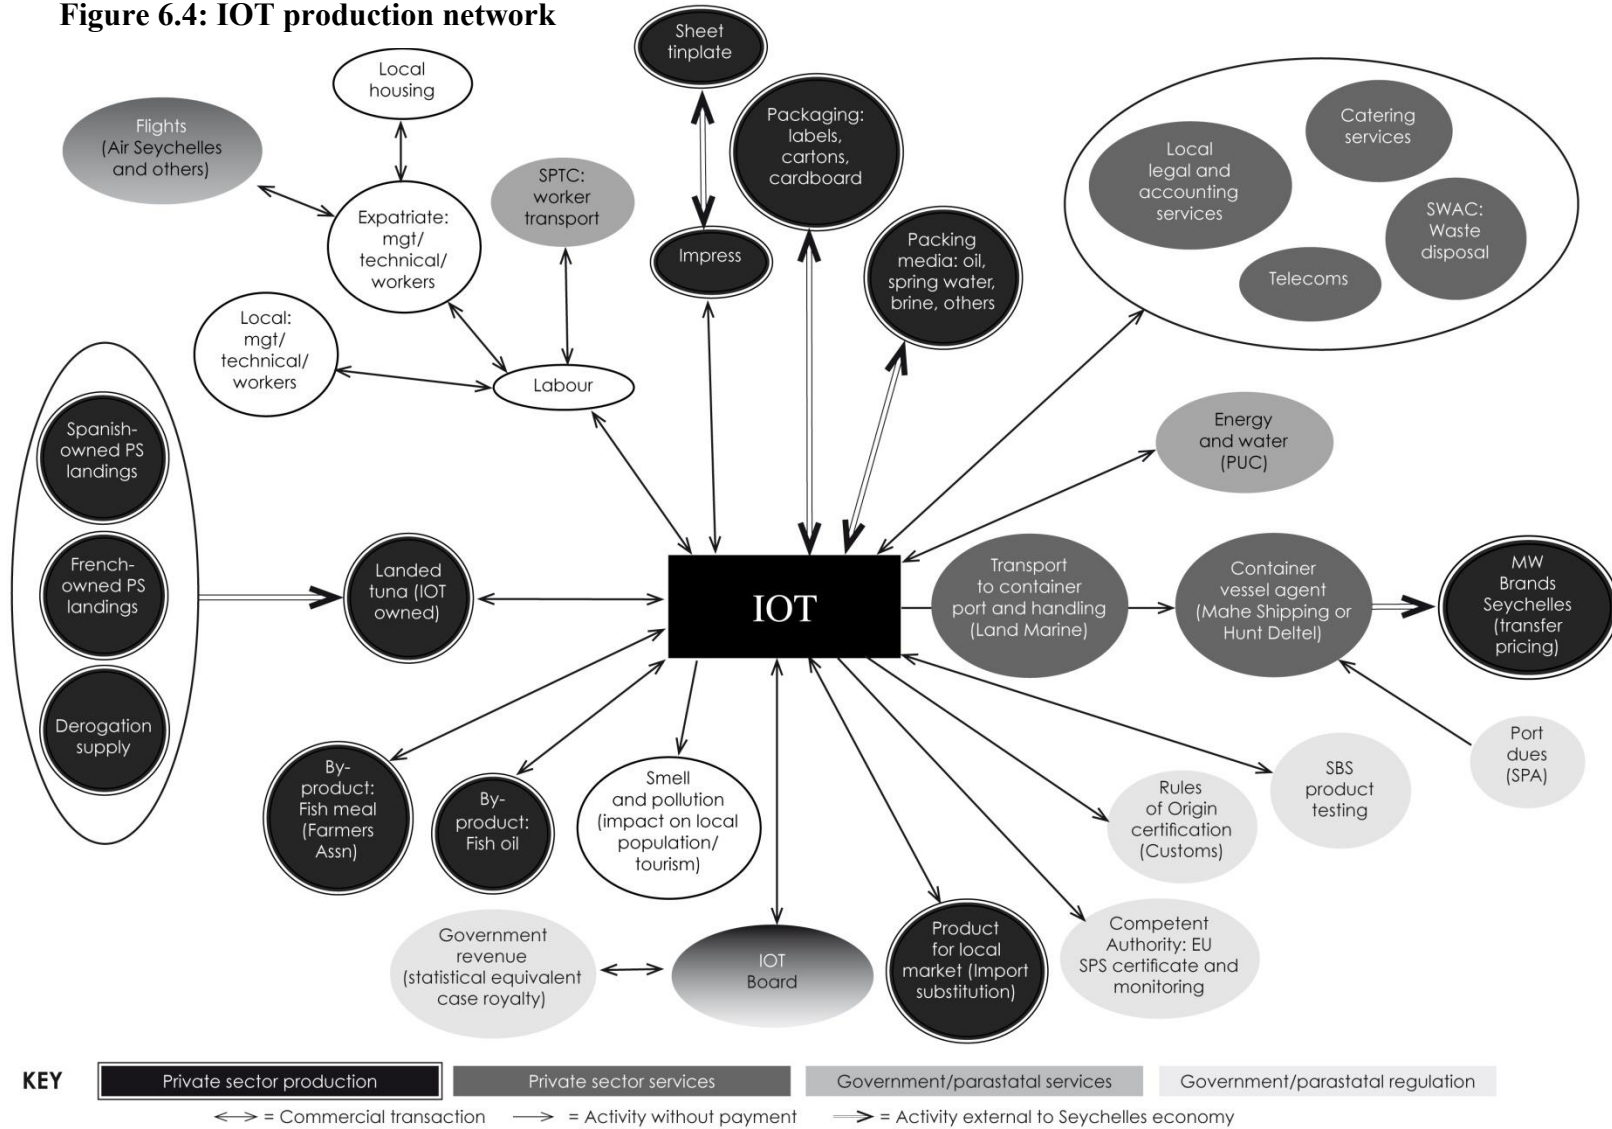 Figure 6.4: IOT production network
Sheet
tinplate
Local
housing
Flights
(Air Seychelles
and others)
SPTC:
worker
transport
Packaging:
labels,
cartons,
cardboard
Catering
services
Local
legal and
accounting
services
SWAC:
Waste
disposal
Telecoms
Expatriate:
mgt/
technical/
workers
Impress
Packing
media: oil,
spring water,
brine, others
Local:
mgt/
technical/
workers
Labour
Spanish-
owned PS
landings
Energy
and water
(PUC)
French-
owned PS
landings
Landed
tuna (IOT
owned)
IOT
Transport
to container
port and handling
(Land Marine)
Container
vessel agent
(Mahe Shipping or
Hunt Deltel)
MW
Brands
Seychelles
(transfer
pricing)
Derogation
supply
By-
product:
Fish meal
(Farmers
Assn)
By-
product:
Fish oil
Smell
and pollution
(impact on local
population/
tourism)
Rules
of Origin
certification
(Customs)
SBS
product
testing
Port
dues
(SPA)
Government
revenue
(statistical equivalent
case royalty)
IOT
Board
Product
for local
market (Import
substitution)
Competent
Authority: EU
SPS certificate and
monitoring
KEY
Private sector production
Private sector services
Government/parastatal services
Government/parastatal regulation
= Commercial transaction
= Activity without payment
= Activity external to Seychelles economy